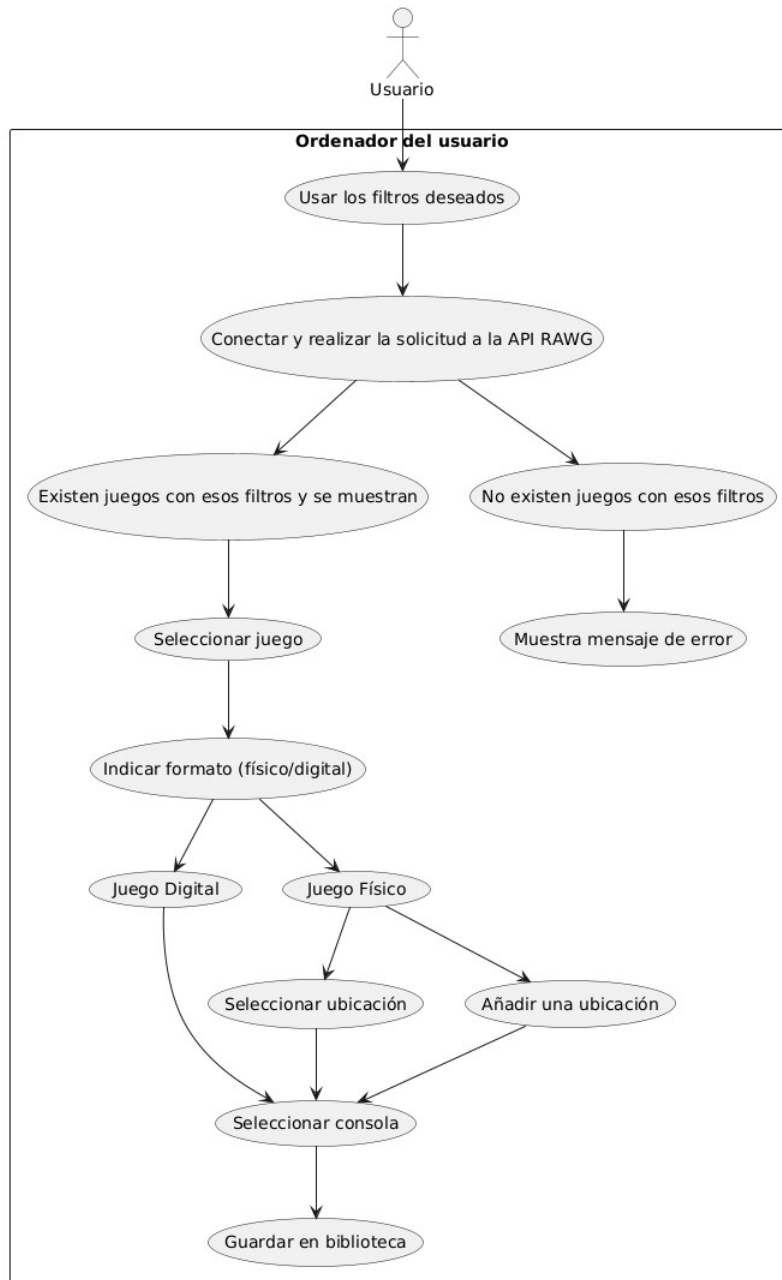 Usuario
Ordenador del usuario
Usar los filtros deseados
Conectar y realizar la solicitud a la API RAWG
Existen juegos con esos filtros y se muestran
No existen juegos con esos filtros
Seleccionar juego
Muestra mensaje de error
Indicar formato (físico/digital)
Juego Digital
Juego Físico
Seleccionar ubicación
Añadir una ubicación
Seleccionar consola
Guardar en biblioteca